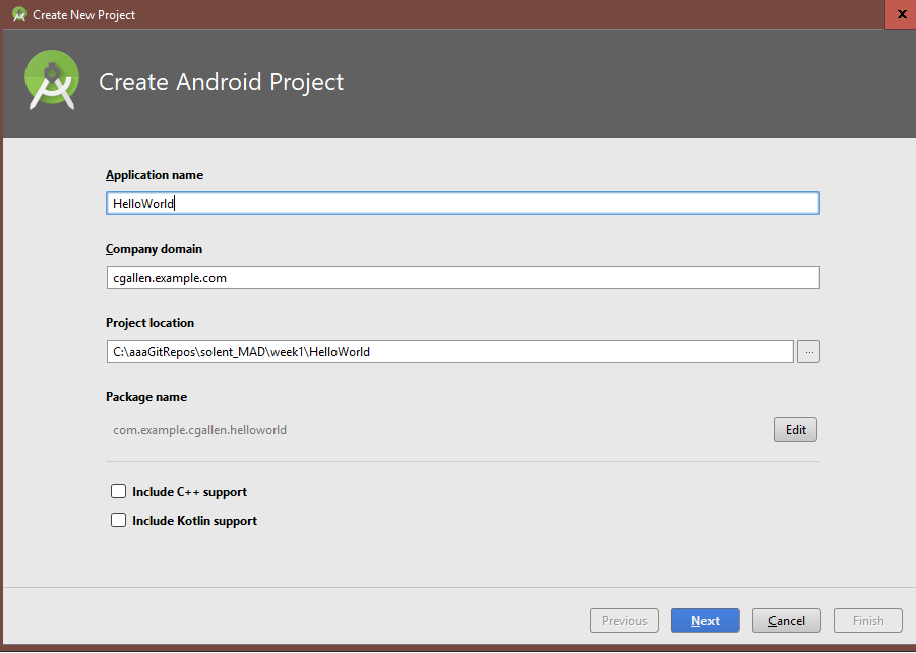 Create New Project
Create Android Project
Application name
HelloWorld
Company domain
cgallen.example.com
Project location
C:\aaaGitRepos\solent_MAD\week1\HelloWorld
...
Package name
com.example.cgallen.helloworld
Edit
Include C++ support
Include Kotlin support
Previous Next Cancel Finish